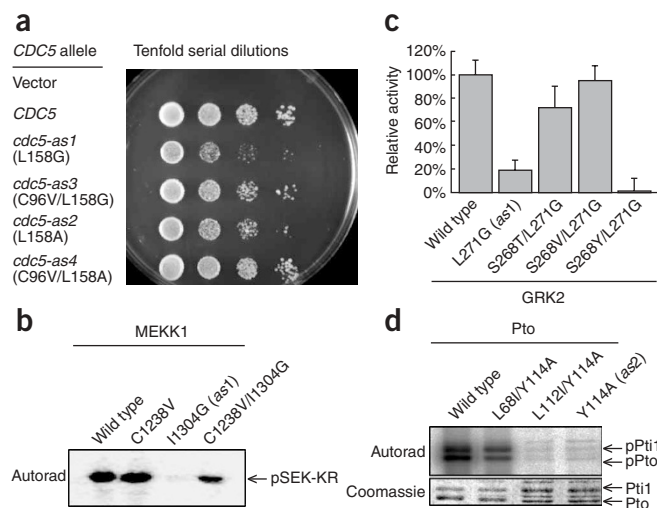 a
CDC5 allele
Tenfold serial dilutions
Vector
CDC5
cdc5-as1
(L158G)
cdc5-as3
(C96V/L158G)
cdc5-as2
(L158A)
cdc5-as4
(C96V/L158A)
b
MEKK1
Wild type
C1238V
I1304G (as1)
C1238V/I1304G
Autorad
pSEK-KR
c
Relative activity
120%
100%
80%
60%
40%
20%
0%
Wild type
L271G (as1)
S268T/L271G
S268V/L271G
S268Y/L271G
GRK2
d
Pto
Wild type
L68I/Y114A
L112I/Y114A
Y114A (as2)
Autorad
pPti1
pPto
Coomassie
Pti1
Pto